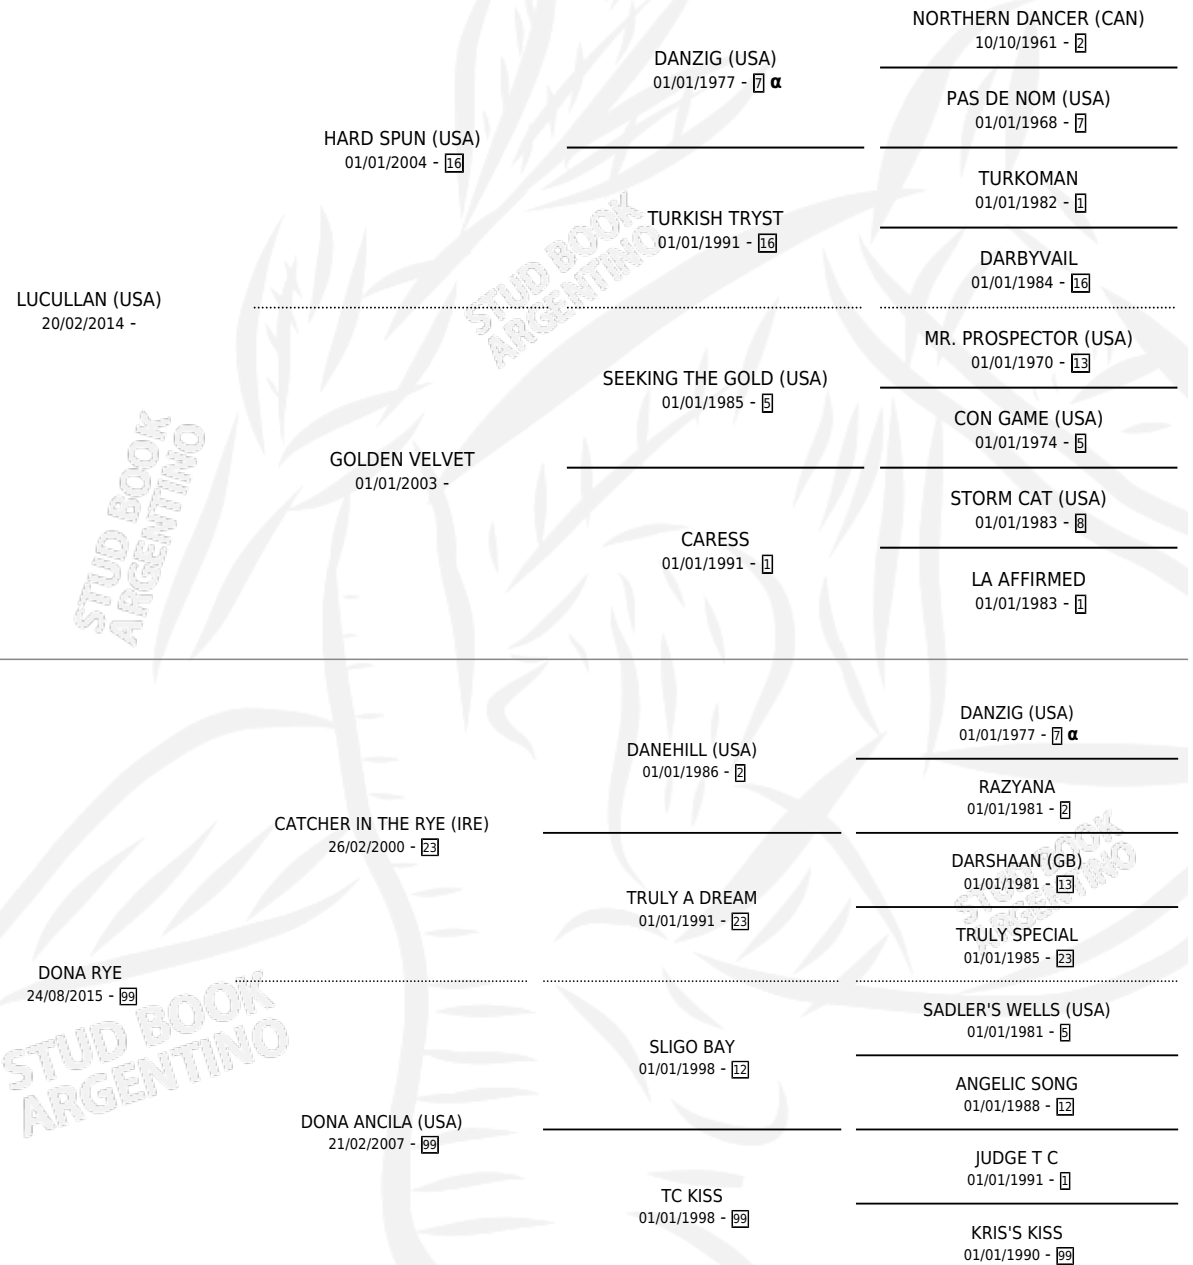 NORTHERN DANCER (CAN)
10/10/1961 - 2
DANZIG (USA)
01/01/1977 - 7 α
PAS DE NOM (USA)
01/01/1968 - 7
HARD SPUN (USA)
01/01/2004 - 16
TURKOMAN
01/01/1982 - 1
TURKISH TRYST
01/01/1991 - 16
DARBYVAIL
01/01/1984 - 16
LUCULLAN (USA)
20/02/2014 -
MR. PROSPECTOR (USA)
01/01/1970 - 13
SEEKING THE GOLD (USA)
01/01/1985 - 5
CON GAME (USA)
01/01/1974 - 5
GOLDEN VELVET
01/01/2003 -
STORM CAT (USA)
01/01/1983 - 8
CARESS
01/01/1991 - 1
LA AFFIRMED
01/01/1983 - 1
DANZIG (USA)
01/01/1977 - 7 α
DANEHILL (USA)
01/01/1986 - 2
RAZYANA
01/01/1981 - 2
CATCHER IN THE RYE (IRE)
26/02/2000 - 23
DARSHAAN (GB)
01/01/1981 - 13
TRULY A DREAM
01/01/1991 - 23
TRULY SPECIAL
01/01/1985 - 23
DONA RYE
24/08/2015 - 99
SADLER'S WELLS (USA)
01/01/1981 - 5
SLIGO BAY
01/01/1998 - 12
ANGELIC SONG
01/01/1988 - 12
DONA ANCILA (USA)
21/02/2007 - 99
JUDGE T C
01/01/1991 - 1
TC KISS
01/01/1998 - 99
KRIS'S KISS
01/01/1990 - 99
STUD BOOK
ARGENTINO
STUD BOOK
ARGENTINO
STUD BOOK
ARGENTINO
STUD BOOK
ARGENTINO